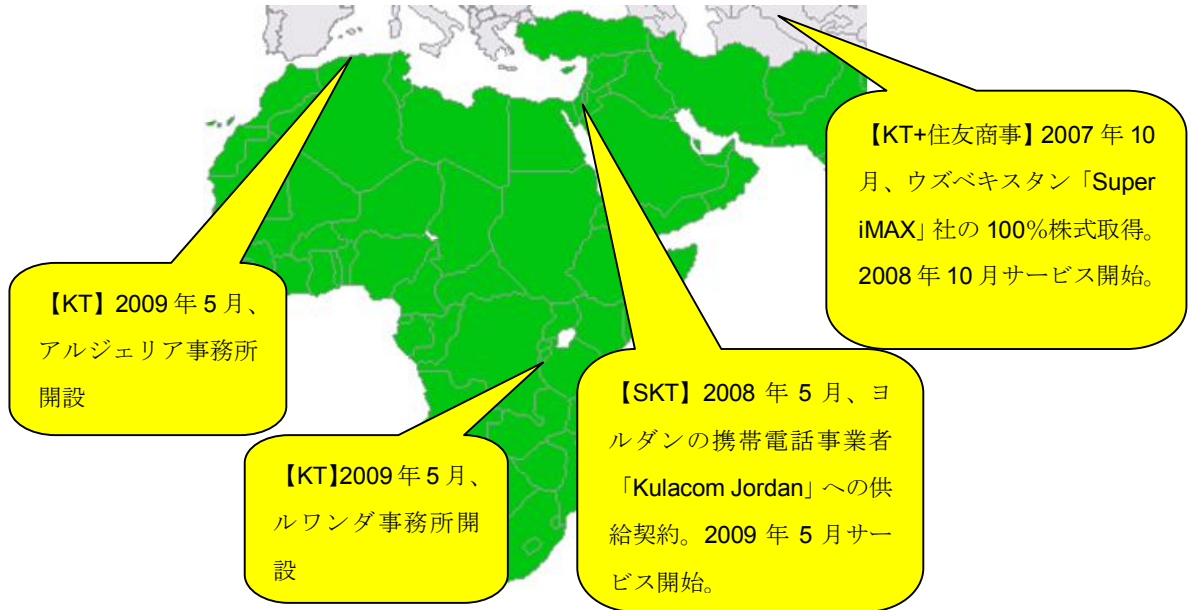 【KT+住友商事】2007 年 10
月、ウズベキスタン「Super
iMAX」社の 100%株式取得。
2008 年 10 月サービス開始。
【KT】2009 年 5 月、
アルジェリア事務所
開設
【SKT】2008 年 5 月、ヨ
ルダンの携帯電話事業者
「Kulacom Jordan」への供
給契約。2009 年 5 月サー
ビス開始。
【KT】2009 年 5 月、
ルワンダ事務所開
設